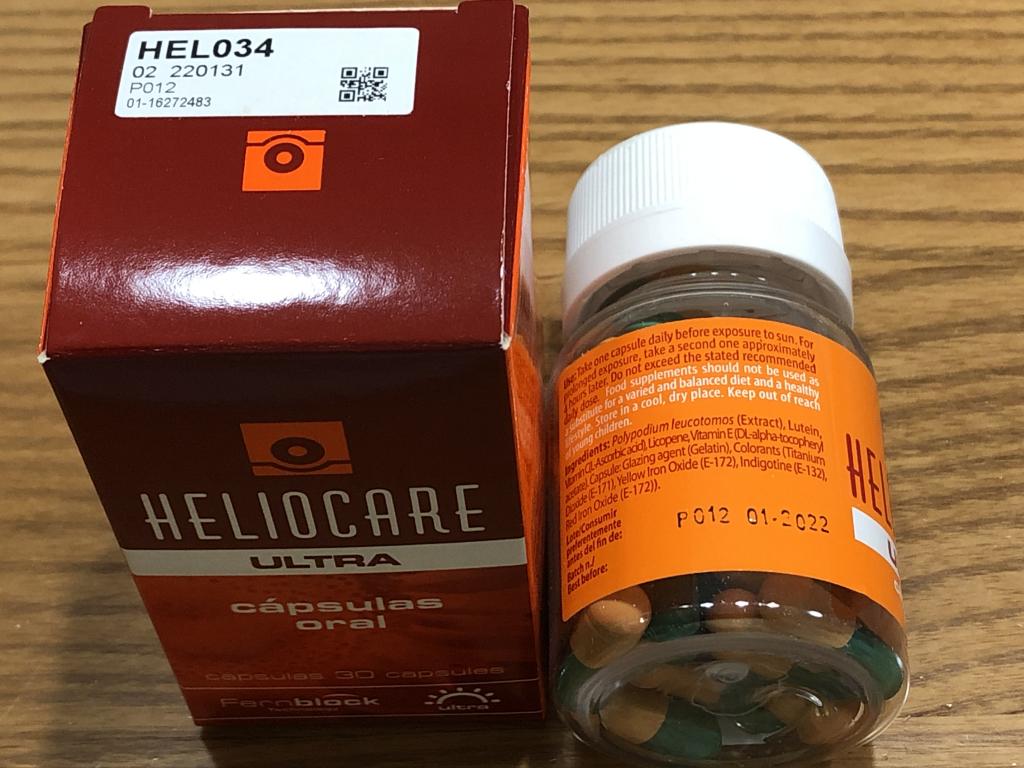 HEL034
02 220131
P012
01-16272483
HELIOCARE
ULTRA
cápsulas
oral
cápsulas 30 capsules
Fernblock
ultra
Use: Take one capsule daily before exposure to sun. For
prolonged exposure, take a second one approximately
hours later. Do not exceed the stated recommended
daily dose. Food supplements should not be used as
substitute for a varied and balanced diet and a healthy
lifestyle. Store in a cool, dry place. Keep out of reach
of young children.
Ingredients: Polypodium leucotomos (Extract), Lutein,
Vitamin C(L-Ascorbic acid), Licopene, Vitamin E (DL-alpha-tocopheryl
acetate). Capsule: Glazing agent (Gelatin), Colorants (Titanium
Dioxide (E-171), Yellow Iron Oxide (E-172), Indigotine (E-132),
Red Iron Oxide (E-172)).
Lote/Consumir
preferentemente
antes del fin de:
Batch n./
Best before:
P012 01-2022
HEL